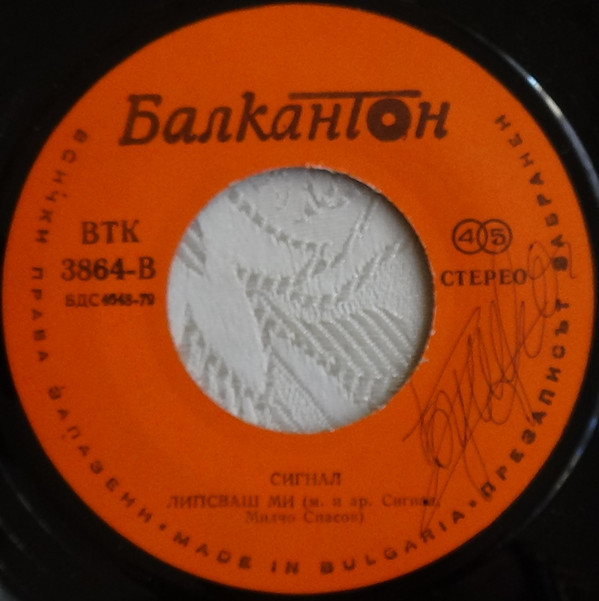 Балкантон
ВТК
3864-В
БДС 4648-79
45
СТЕРЕО
СИГНАЛ
ЛИПСВАШ МИ (м. и ар. Сигнал,
Милчо Спасов)
ВСИЧКИ ПРАВА ЗАПАЗЕНИ • MADE IN BULGARIA • ПРЕЗАПИСЪТ ЗАБРАНЕН